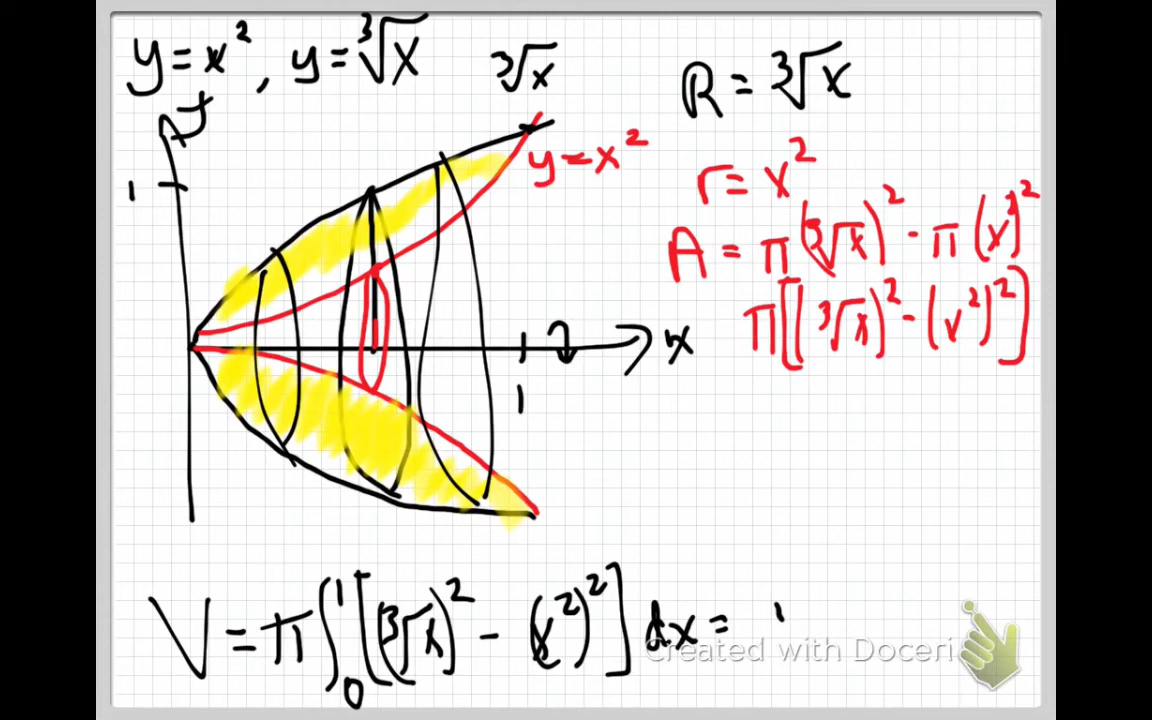 y = x², y = ∛x
∛x
R = ∛x
y
1
y = x²
r = x²
A = π(∛x)² - π(x²)²
π[(∛x)² - (x²)²]
x
1
V = π∫₀¹[(∛x)² - (x²)²] dx =
Created with Doceri